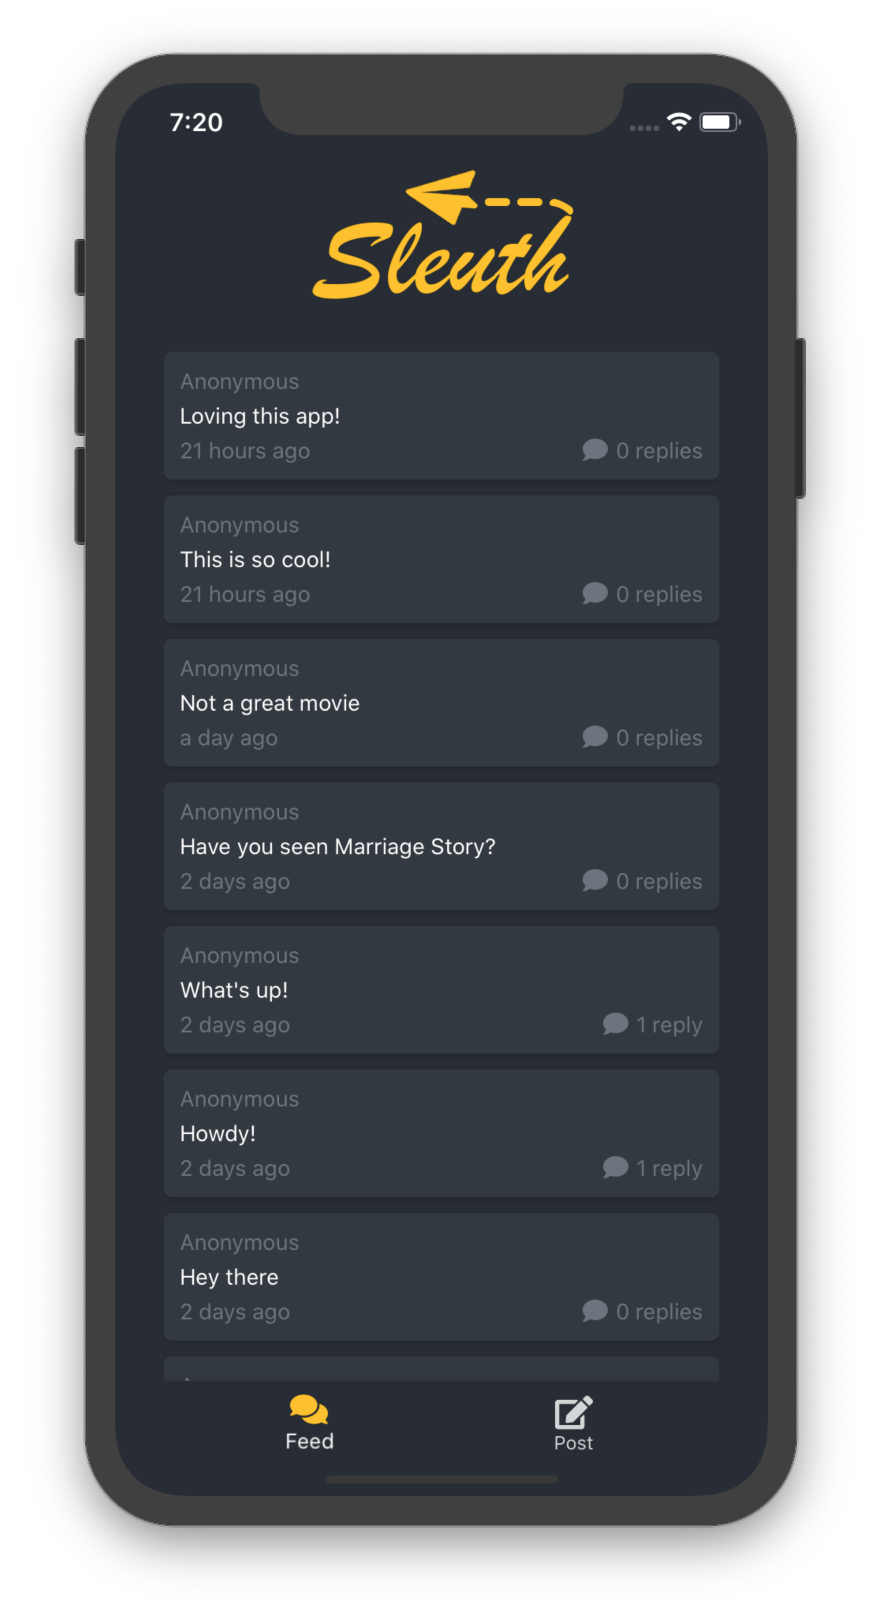 7:20
Sleuth
Anonymous
Loving this app!
21 hours ago 0 replies
Anonymous
This is so cool!
21 hours ago 0 replies
Anonymous
Not a great movie
a day ago 0 replies
Anonymous
Have you seen Marriage Story?
2 days ago 0 replies
Anonymous
What's up!
2 days ago 1 reply
Anonymous
Howdy!
2 days ago 1 reply
Anonymous
Hey there
2 days ago 0 replies
Feed Post